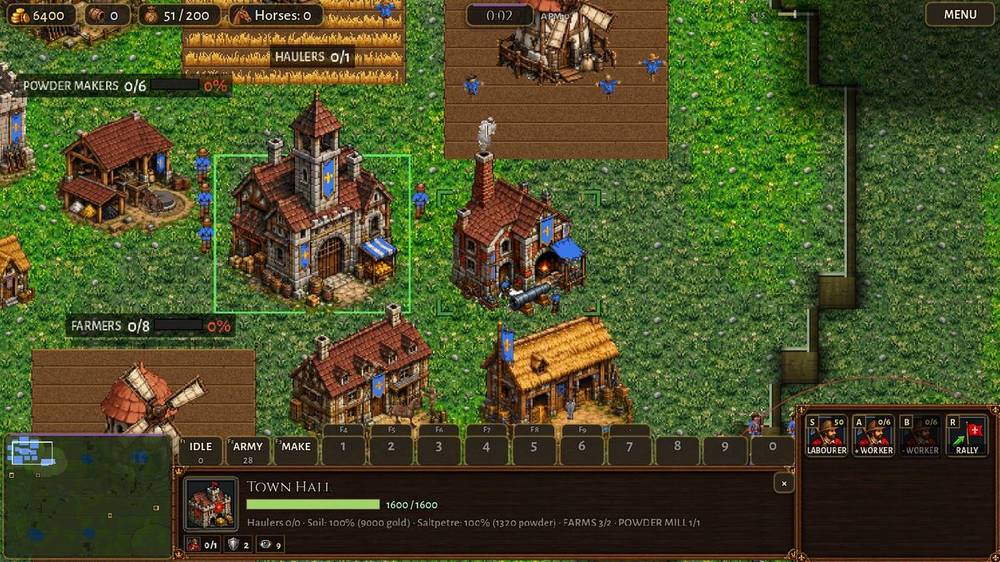 6400
0
51 / 200
Horses: 0
0:02
MENU
HAULERS 0/1
POWDER MAKERS 0/6 0%
FARMERS 0/8 0%
F4 F5 F6 F7 F8 F9
IDLE 0
ARMY 28
MAKE
1 2 3 4 5 6 7 8 9 0
S 50 LABOURER
A 0/6 +WORKER
B 0/6 -WORKER
R RALLY
TOWN HALL
1600/1600
Haulers 0/0 · Soil: 100% (9000 gold) · Saltpetre: 100% (1320 powder) · FARMS 3/2 · POWDER MILL 1/1
0/1 2 9
×